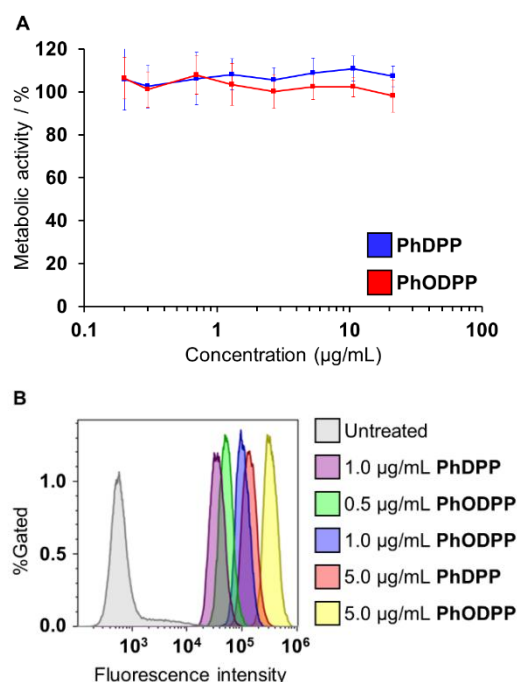 A
120
100
80
60
40
20
0
0.1 1 10 100
Metabolic activity / %
Concentration (µg/mL)
PhDPP
PhODPP
B
%Gated
1.0
0.5
0.0
10³ 10⁴ 10⁵ 10⁶
Fluorescence intensity
Untreated
1.0 µg/mL PhDPP
0.5 µg/mL PhODPP
1.0 µg/mL PhODPP
5.0 µg/mL PhDPP
5.0 µg/mL PhODPP